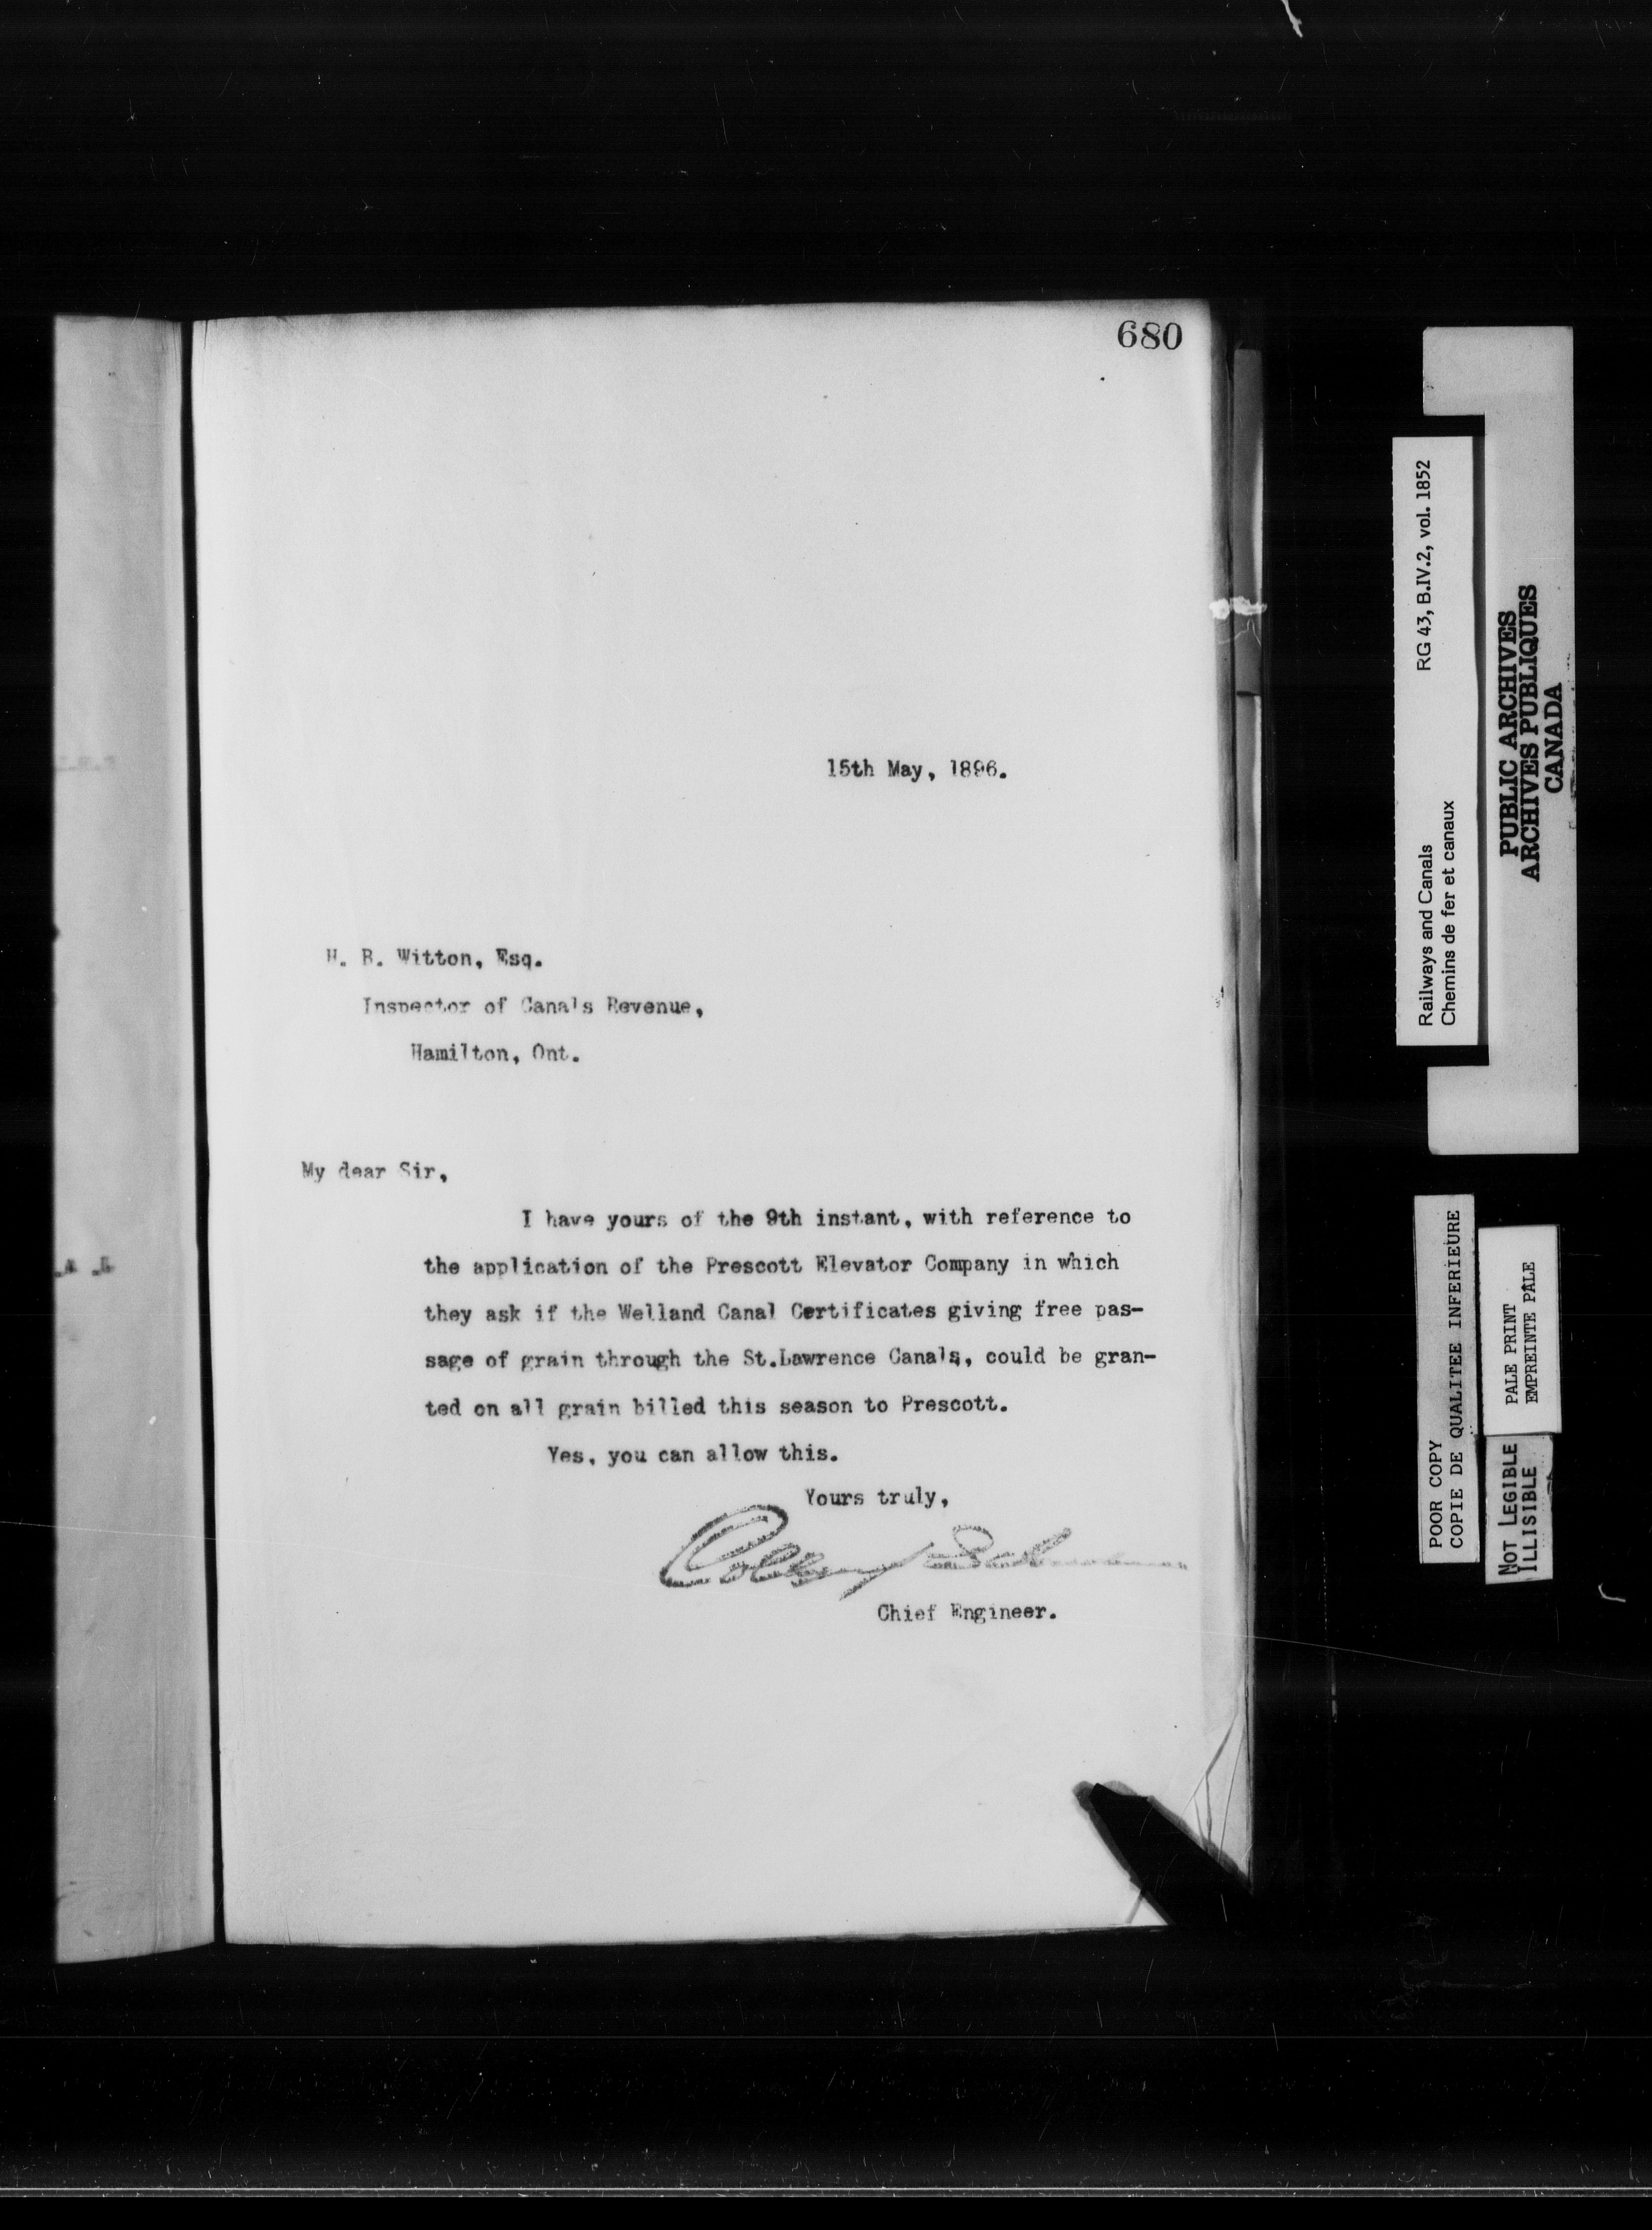 680
15th May, 1896.
H. B. Witton, Esq.
Inspector of Canals Revenue,
Hamilton, Ont.
My dear Sir,
I have yours of the 9th instant, with reference to
the application of the Prescott Elevator Company in which
they ask if the Welland Canal Certificates giving free pas-
sage of grain through the St.Lawrence Canals, could be gran-
ted on all grain billed this season to Prescott.
Yes, you can allow this.
Yours truly,
Chief Engineer.
Railways and Canals RG 43, B.IV.2, vol. 1852
Chemins de fer et canaux
PUBLIC ARCHIVES
ARCHIVES PUBLIQUES
CANADA
POOR COPY
COPIE DE QUALITEE INFERIEURE
PALE PRINT
EMPREINTE PALE
NOT LEGIBLE
ILLISIBLE